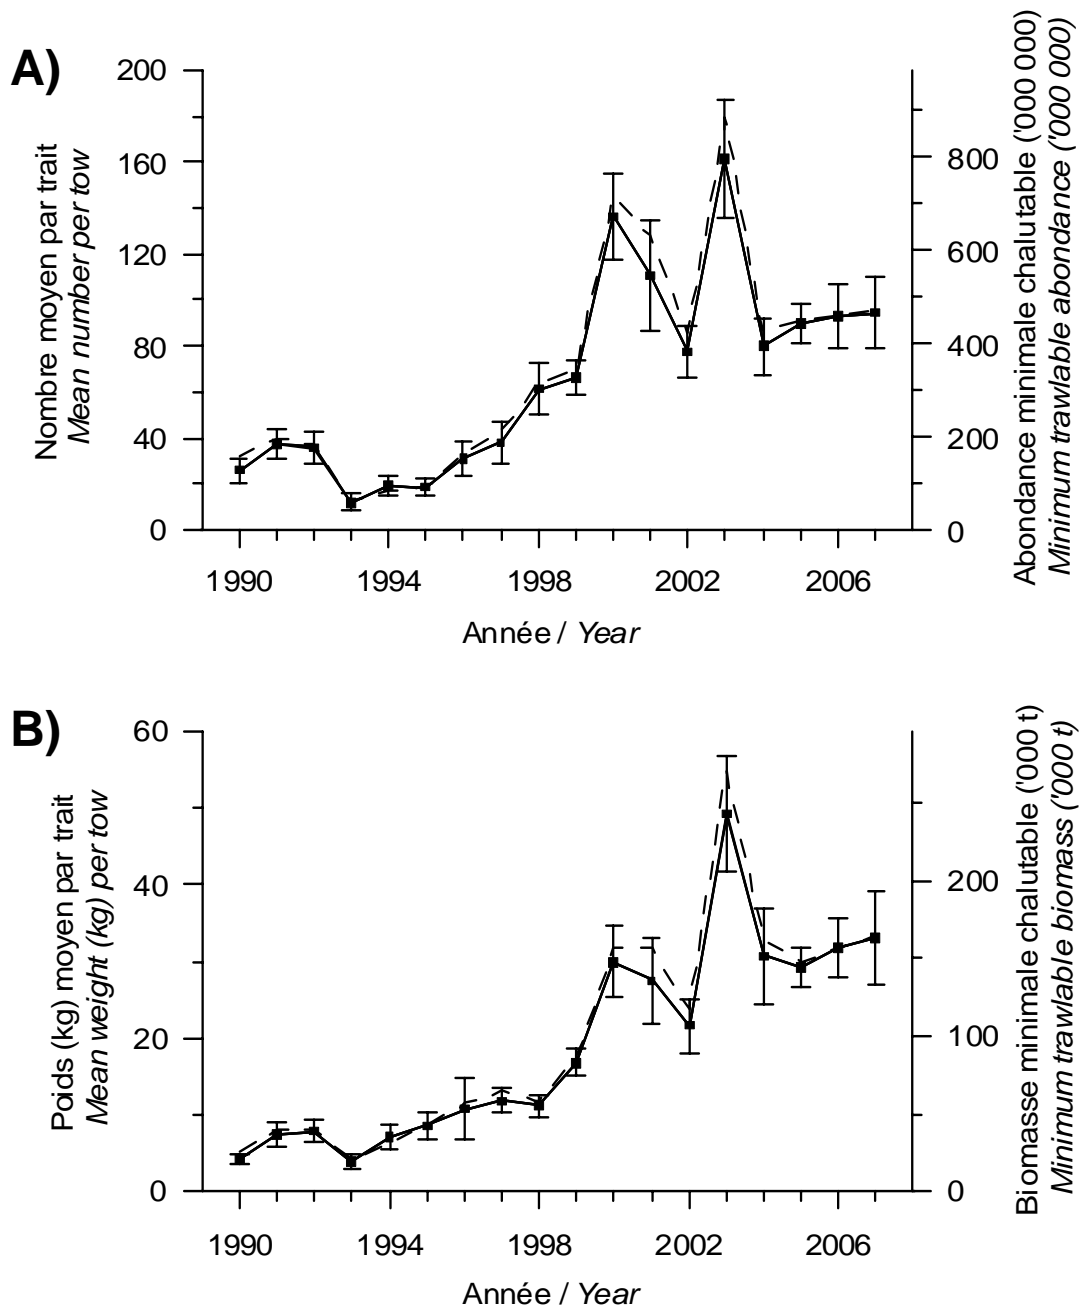 A)
Nombre moyen par trait
Mean number per tow
200
160
120
80
40
0
800
600
400
200
0
Abondance minimale chalutable ('000 000)
Minimum trawlable abondance ('000 000)
1990 1994 1998 2002 2006
Année / Year
B)
Poids (kg) moyen par trait
Mean weight (kg) per tow
60
40
20
0
200
100
0
Biomasse minimale chalutable ('000 t)
Minimum trawlable biomass ('000 t)
1990 1994 1998 2002 2006
Année / Year